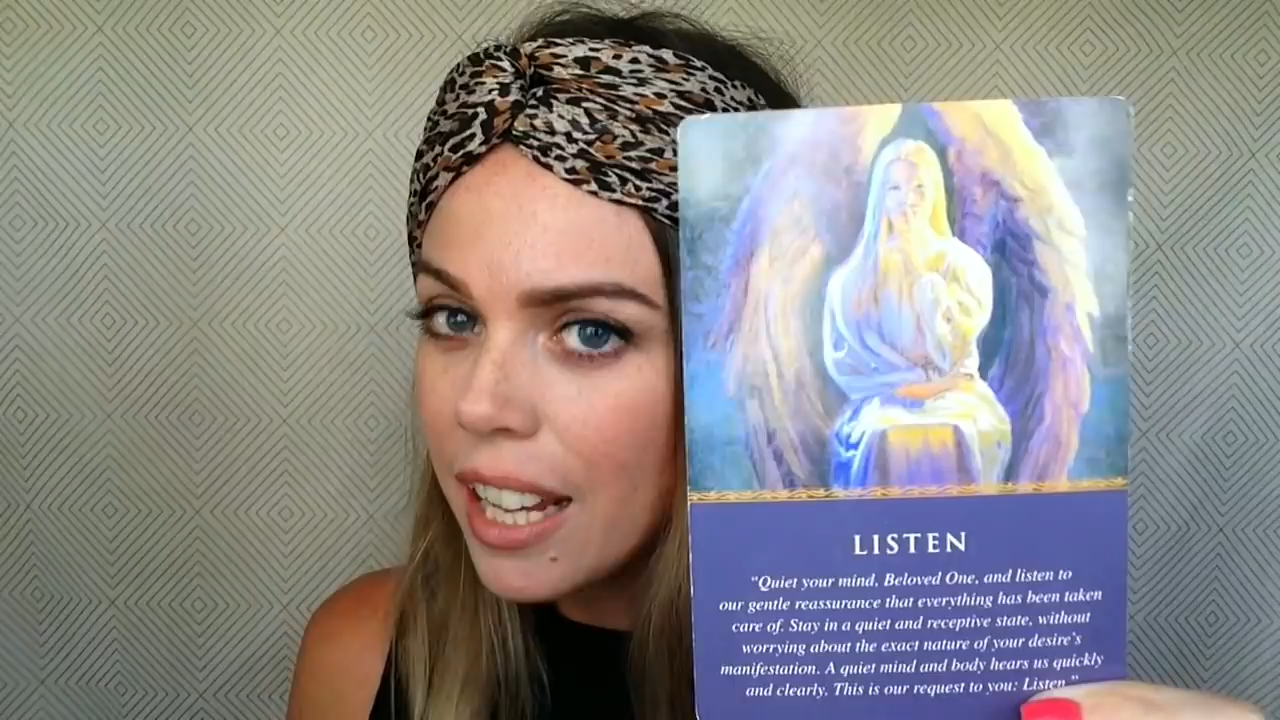 LISTEN
"Quiet your mind, Beloved One, and listen to
our gentle reassurance that everything has been taken
care of. Stay in a quiet and receptive state, without
worrying about the exact nature of your desire's
manifestation. A quiet mind and body hears us quickly
and clearly. This is our request to you: Listen."